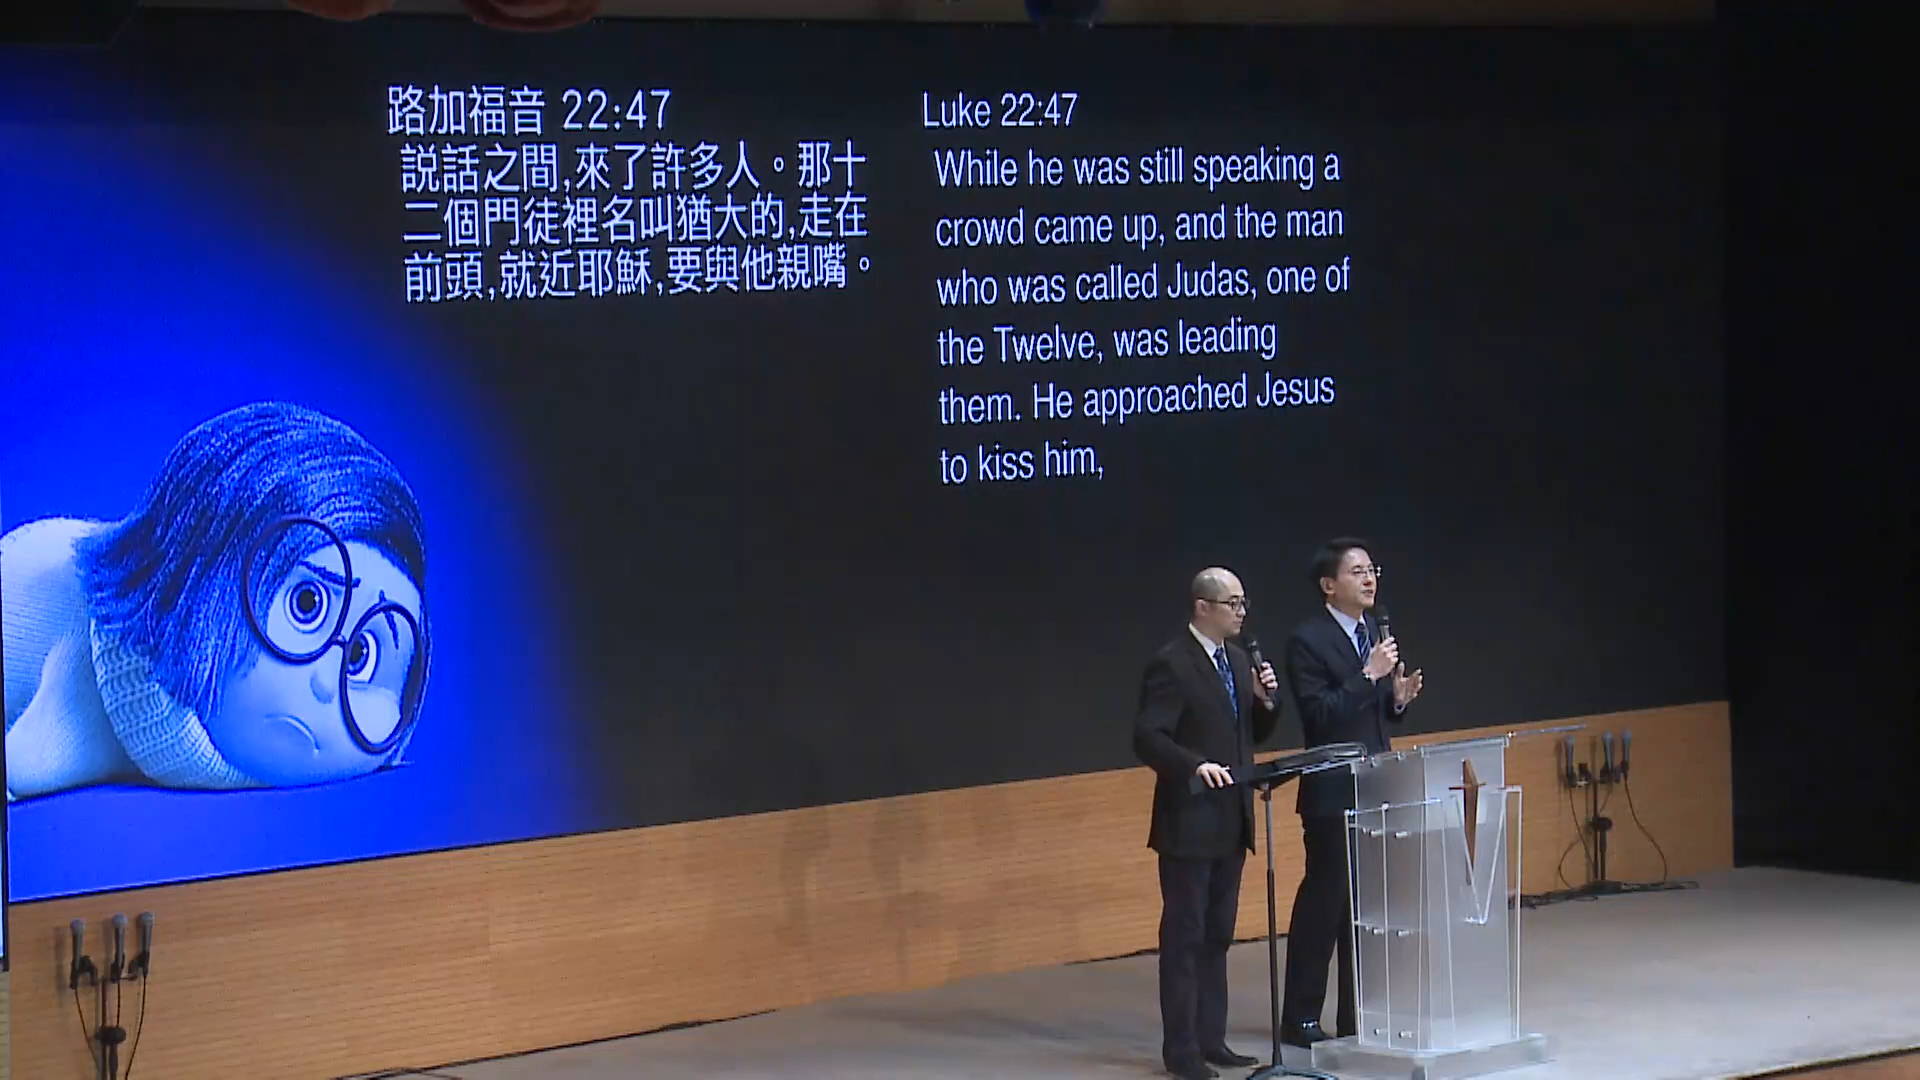 路加福音 22:47
説話之間,來了許多人。那十
二個門徒裡名叫猶大的,走在
前頭,就近耶穌,要與他親嘴。
Luke 22:47
While he was still speaking a
crowd came up, and the man
who was called Judas, one of
the Twelve, was leading
them. He approached Jesus
to kiss him,